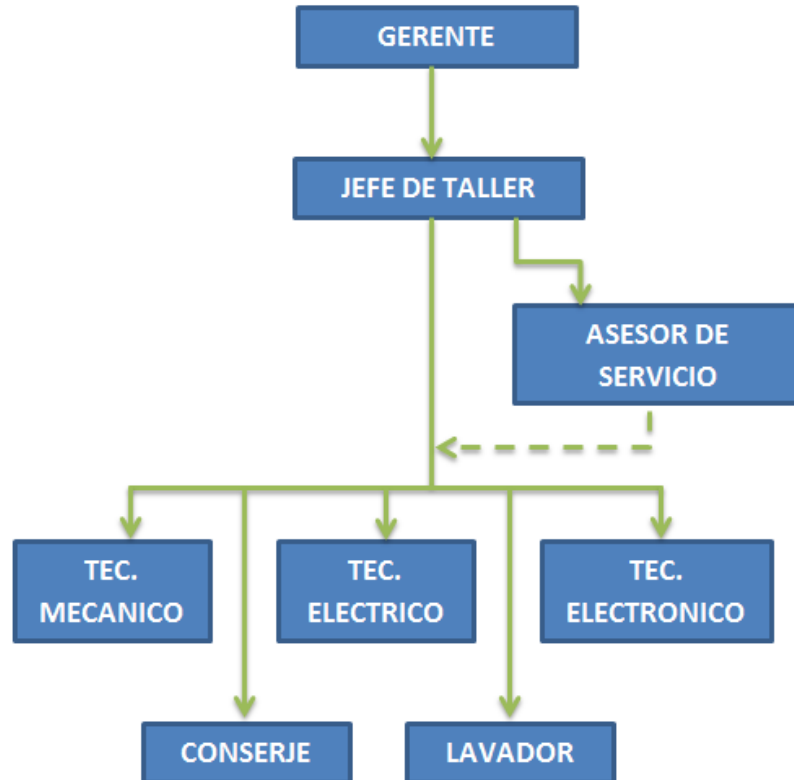 GERENTE
JEFE DE TALLER
ASESOR DE
SERVICIO
TEC.
MECANICO
TEC.
ELECTRICO
TEC.
ELECTRONICO
CONSERJE
LAVADOR